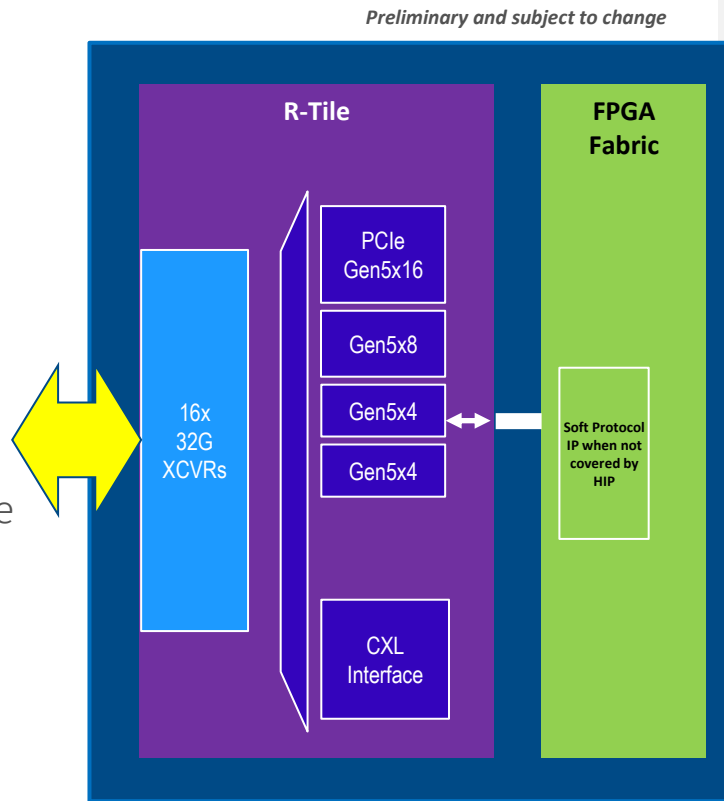 Preliminary and subject to change
R-Tile
FPGA
Fabric
PCIe
Gen5x16
Gen5x8
16x
32G
XCVRs
Gen5x4
Gen5x4
Soft Protocol
IP when not
covered by
HIP
e
CXL
Interface